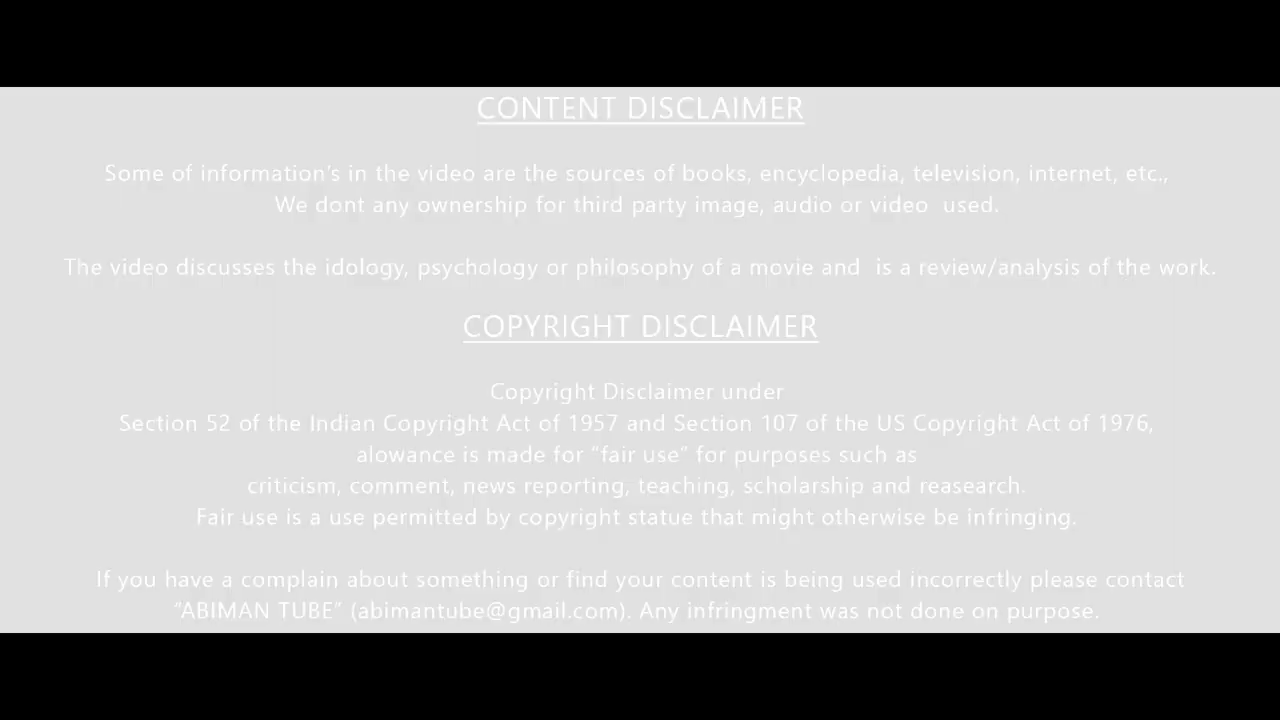 CONTENT DISCLAIMER
Some of information's in the video are the sources of books, encyclopedia, television, internet, etc.,
We dont any ownership for third party image, audio or video  used.
The video discusses the idology, psychology or philosophy of a movie and  is a review/analysis of the work.
COPYRIGHT DISCLAIMER
Copyright Disclaimer under
Section 52 of the Indian Copyright Act of 1957 and Section 107 of the US Copyright Act of 1976,
alowance is made for “fair use” for purposes such as
criticism, comment, news reporting, teaching, scholarship and reasearch.
Fair use is a use permitted by copyright statue that might otherwise be infringing.
If you have a complain about something or find your content is being used incorrectly please contact
“ABIMAN TUBE” (abimantube@gmail.com). Any infringment was not done on purpose.